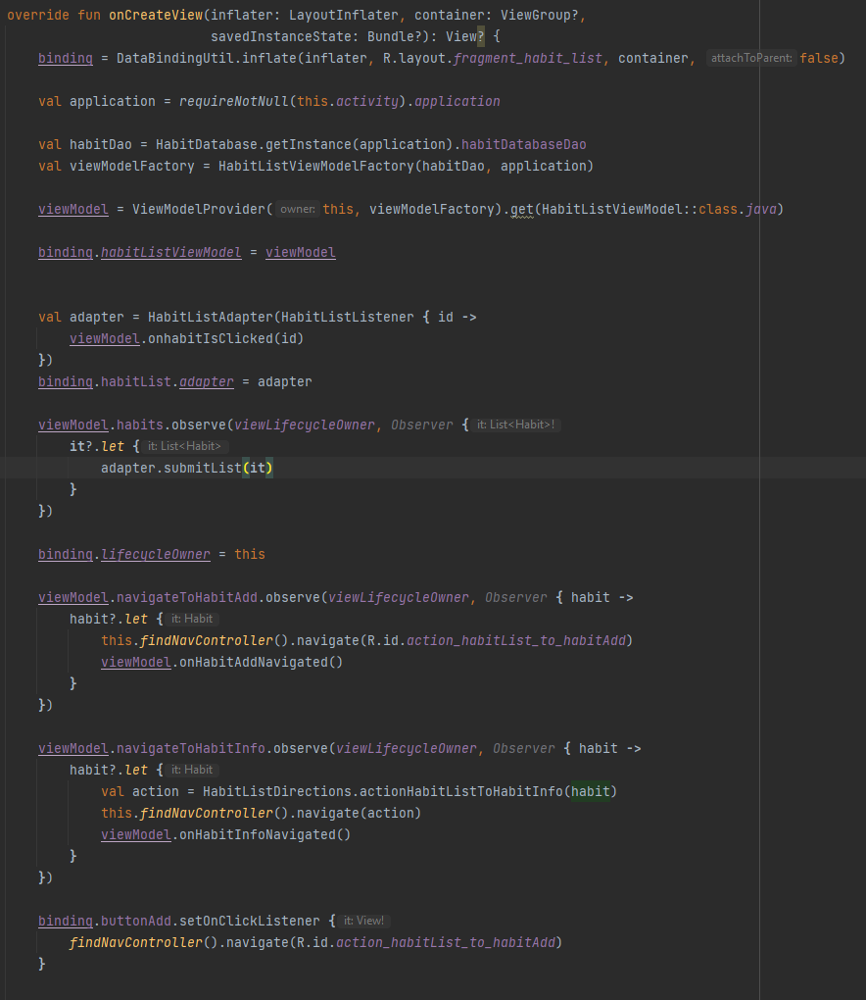 override fun onCreateView(inflater: LayoutInflater, container: ViewGroup?,
savedInstanceState: Bundle?): View? {
binding = DataBindingUtil.inflate(inflater, R.layout.fragment_habit_list, container, attachToParent: false)
val application = requireNotNull(this.activity).application
val habitDao = HabitDatabase.getInstance(application).habitDatabaseDao
val viewModelFactory = HabitListViewModelFactory(habitDao, application)
viewModel = ViewModelProvider( owner: this, viewModelFactory).get(HabitListViewModel::class.java)
binding.habitListViewModel = viewModel
val adapter = HabitListAdapter(HabitListListener { id ->
viewModel.onhabitIsClicked(id)
})
binding.habitList.adapter = adapter
viewModel.habits.observe(viewLifecycleOwner, Observer { it: List<Habit>!
it?.let { it: List<Habit>
adapter.submitList(it)
}
})
binding.lifecycleOwner = this
viewModel.navigateToHabitAdd.observe(viewLifecycleOwner, Observer { habit ->
habit?.let { it: Habit
this.findNavController().navigate(R.id.action_habitList_to_habitAdd)
viewModel.onHabitAddNavigated()
}
})
viewModel.navigateToHabitInfo.observe(viewLifecycleOwner, Observer { habit ->
habit?.let { it: Habit
val action = HabitListDirections.actionHabitListToHabitInfo(habit)
this.findNavController().navigate(action)
viewModel.onHabitInfoNavigated()
}
})
binding.buttonAdd.setOnClickListener { it: View!
findNavController().navigate(R.id.action_habitList_to_habitAdd)
}